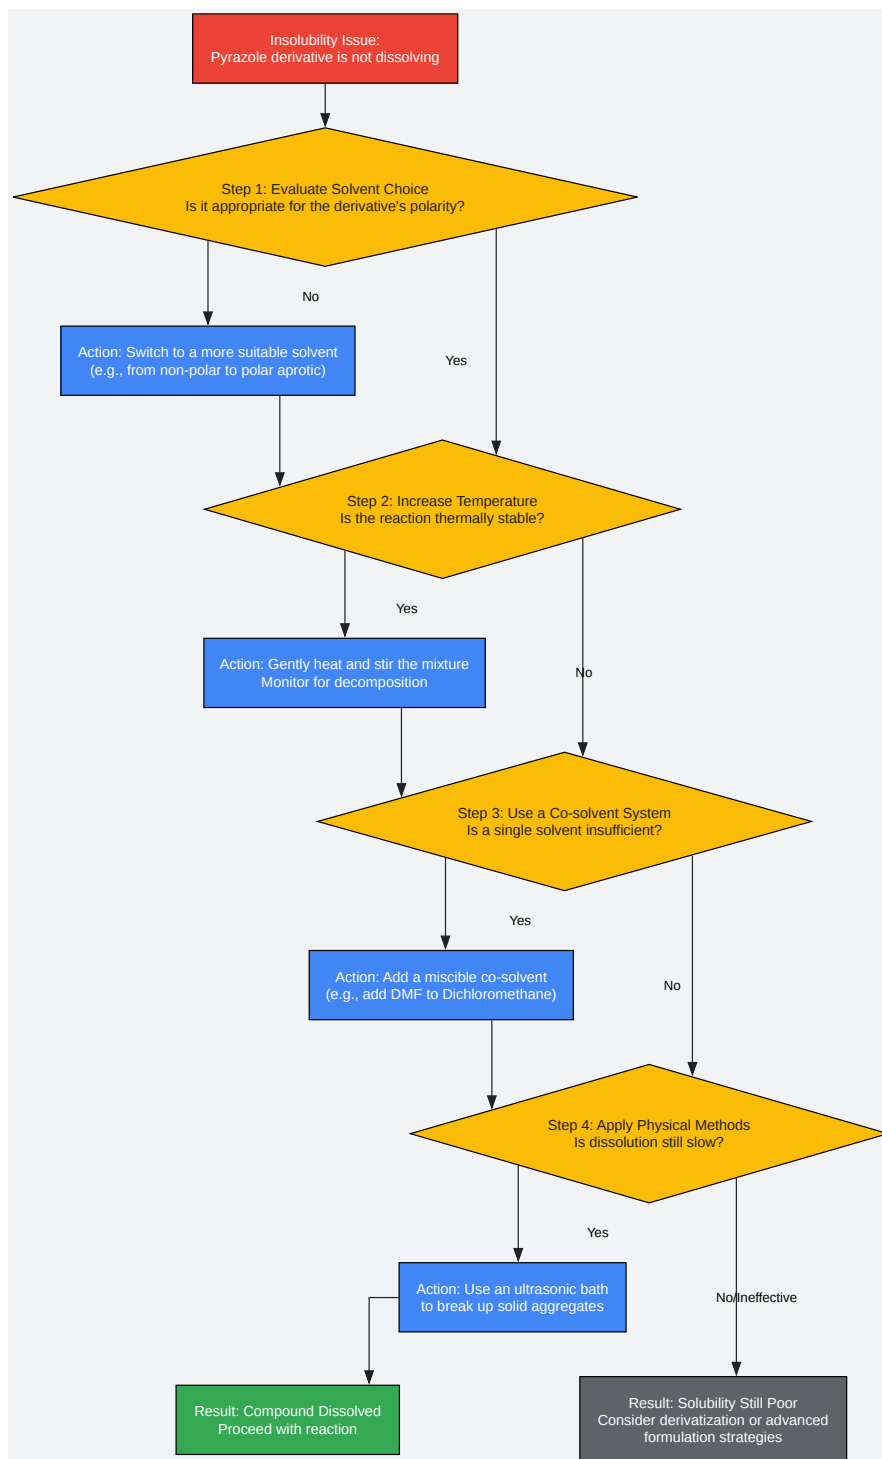 Insolubility Issue:
Pyrazole derivative is not dissolving
Step 1: Evaluate Solvent Choice
Is it appropriate for the derivative's polarity?
No
Action: Switch to a more suitable solvent
(e.g., from non-polar to polar aprotic)
Yes
Step 2: Increase Temperature
Is the reaction thermally stable?
Yes
Action: Gently heat and stir the mixture
Monitor for decomposition
No
Step 3: Use a Co-solvent System
Is a single solvent insufficient?
Yes
Action: Add a miscible co-solvent
(e.g., add DMF to Dichloromethane)
No
Step 4: Apply Physical Methods
Is dissolution still slow?
Yes
Action: Use an ultrasonic bath
to break up solid aggregates
No/Ineffective
Result: Compound Dissolved
Proceed with reaction
Result: Solubility Still Poor
Consider derivatization or advanced
formulation strategies